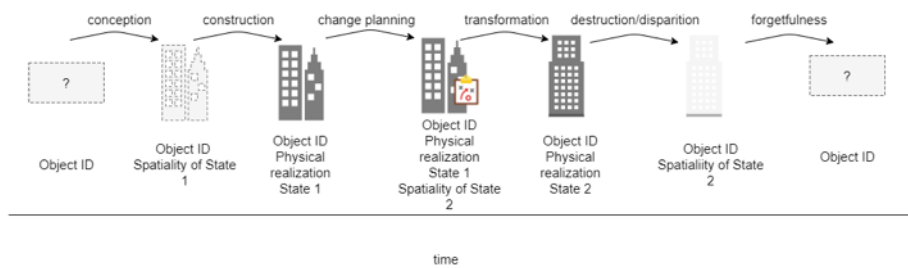 conception
construction
change planning
transformation
destruction/disparition
forgetfulness
?
?
Object ID
Object ID
Spatiality of State
1
Object ID
Physical
realization
State 1
Object ID
Physical
realization
State 1
Spatiality of State
2
Object ID
Physical
realization
State 2
Object ID
Spatialiity of State
2
Object ID
time